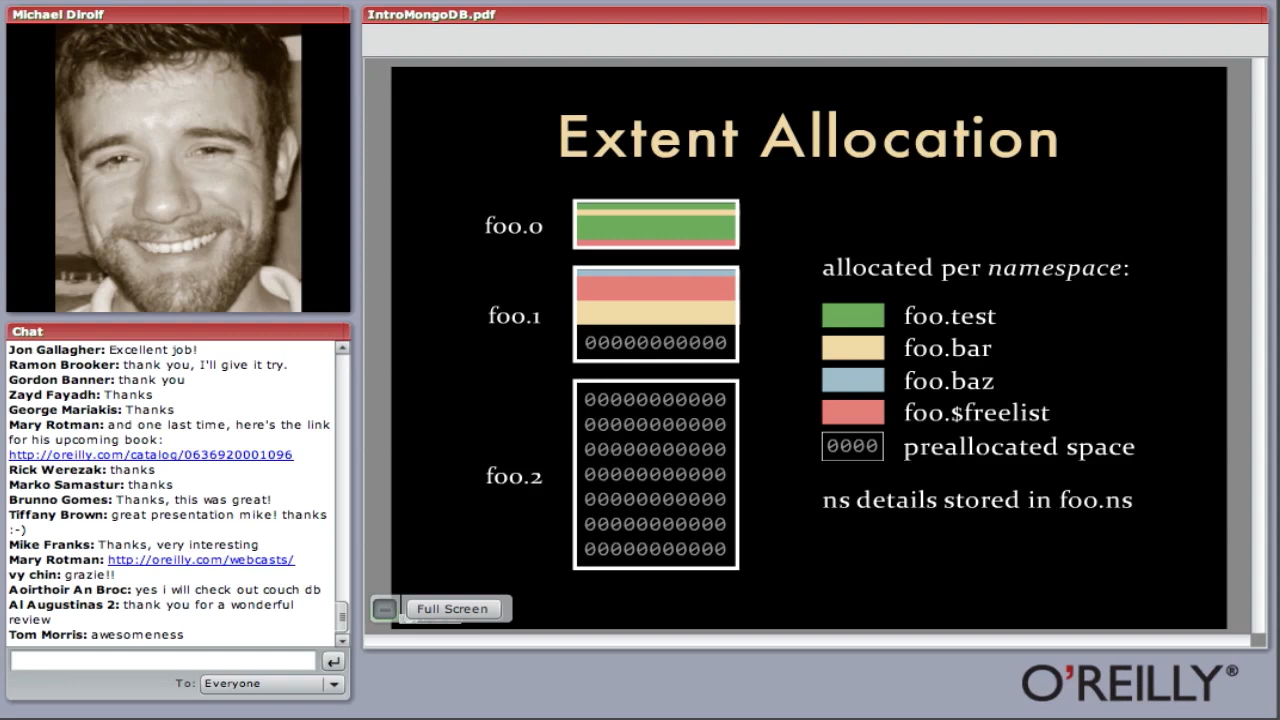 Michael Dirolf
Chat
Jon Gallagher: Excellent job!
Ramon Brooker: thank you, I'll give it try.
Gordon Banner: thank you
Zayd Fayadh: Thanks
George Mariakis: Thanks
Mary Rotman: and one last time, here's the link
for his upcoming book:
http://oreilly.com/catalog/0636920001096
Rick Werezak: thanks
Marko Samastur: thanks
Brunno Gomes: Thanks, this was great!
Tiffany Brown: great presentation mike! thanks
:-)
Mike Franks: Thanks, very interesting
Mary Rotman: http://oreilly.com/webcasts/
vy chin: grazie!!
Aoirthoir An Broc: yes i will check out couch db
Al Augustinas 2: thank you for a wonderful
review
Tom Morris: awesomeness
To: Everyone
IntroMongoDB.pdf
Extent Allocation
foo.0
foo.1
00000000000
foo.2
00000000000
00000000000
00000000000
00000000000
00000000000
00000000000
00000000000
allocated per namespace:
foo.test
foo.bar
foo.baz
foo.$freelist
0000 preallocated space
ns details stored in foo.ns
Full Screen
O'REILLY®